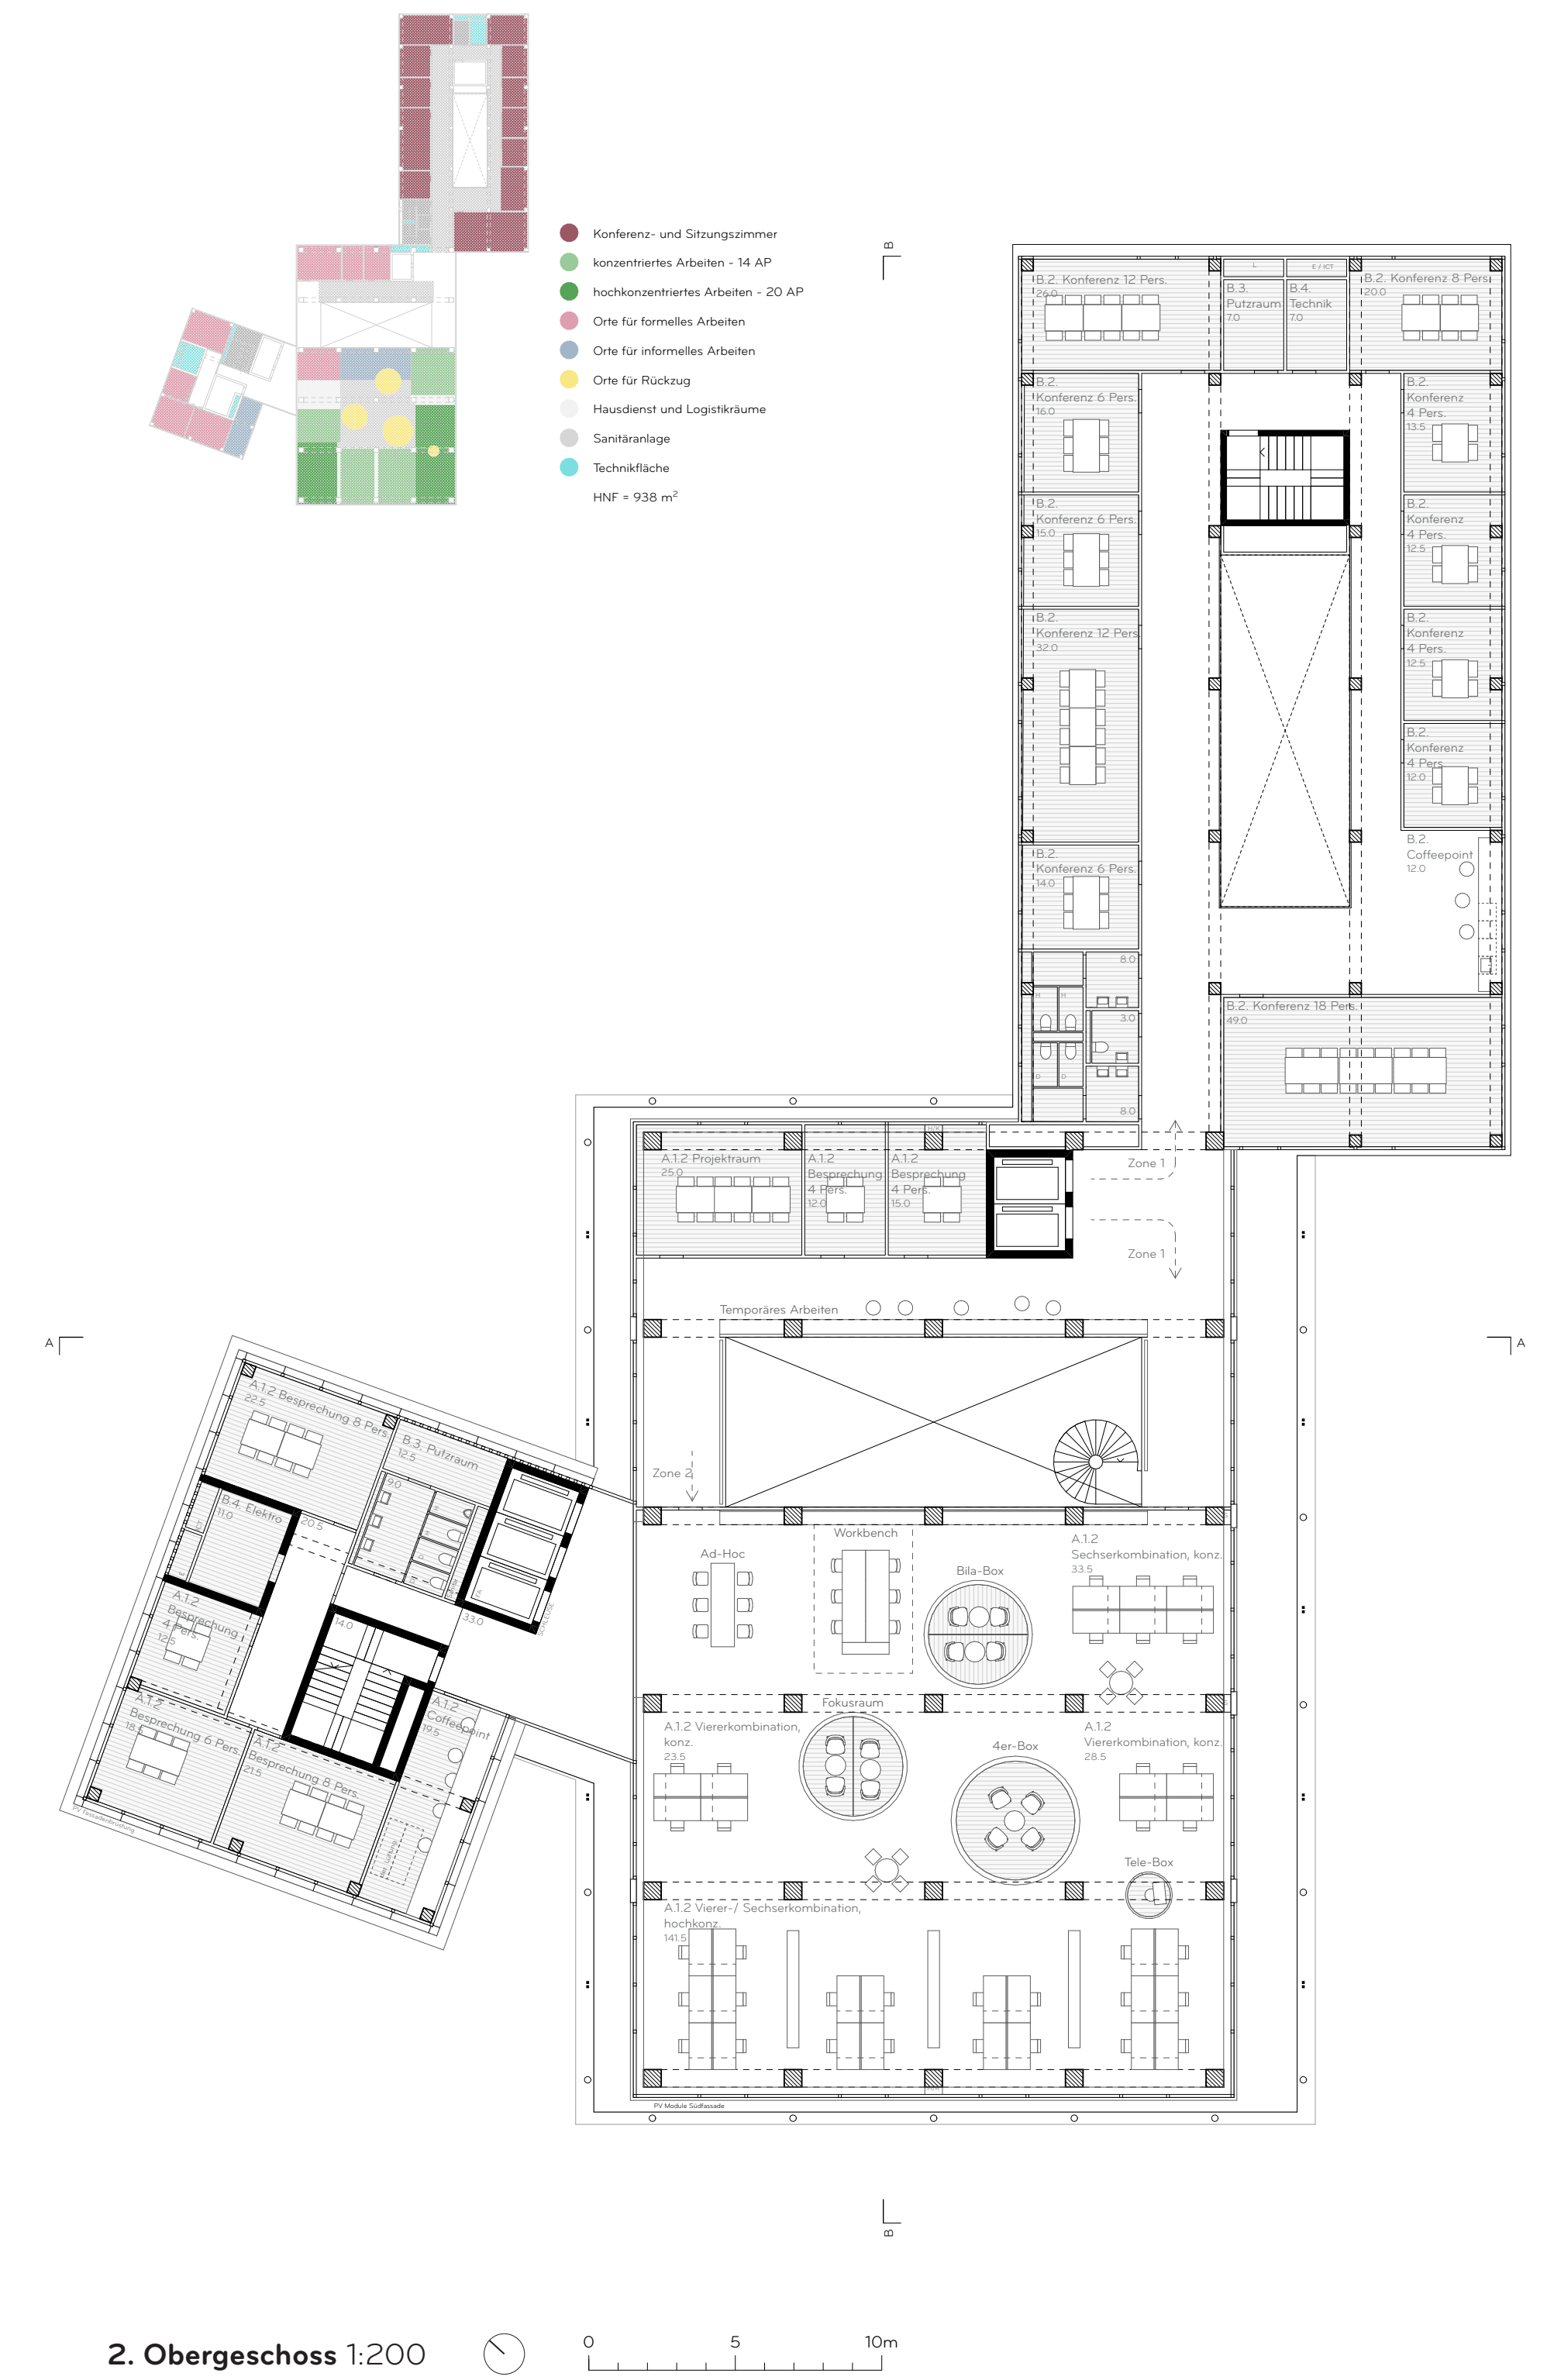 Konferenz- und Sitzungszimmer
konzentriertes Arbeiten - 14 AP
hochkonzentriertes Arbeiten - 20 AP
Orte für formelles Arbeiten
Orte für informelles Arbeiten
Orte für Rückzug
Hausdienst und Logistikräume
Sanitäranlage
Technikfläche
HNF = 938 m²
B
B.2. Konferenz 12 Pers.
26.0
L
E / ICT
B.3.
Putzraum
7.0
B.4.
Technik
7.0
B.2. Konferenz 8 Pers.
20.0
B.2.
Konferenz 6 Pers.
16.0
B.2.
Konferenz
4 Pers.
13.5
B.2.
Konferenz 6 Pers.
15.0
B.2.
Konferenz
4 Pers.
12.5
B.2.
Konferenz 12 Pers.
32.0
B.2.
Konferenz
4 Pers.
12.5
B.2.
Konferenz
4 Pers.
12.0
B.2.
Konferenz 6 Pers.
14.0
B.2.
Coffeepoint
12.0
8.0
H
H
3.0
D
D
8.0
B.2. Konferenz 18 Pers.
49.0
A.1.2 Projektraum
25.0
A.1.2
Besprechung
4 Pers.
12.0
A.1.2
Besprechung
4 Pers.
15.0
Zone 1
Zone 1
Temporäres Arbeiten
A
A
Zone 2
A.1.2 Besprechung 8 Pers.
22.5
B.3. Putzraum
12.5
9.0
B.4. Elektro
11.0
20.5
A.1.2
Besprechung
4 Pers.
12.5
14.0
33.0
SCHLEUSE
A.1.2
Besprechung 6 Pers.
18.5
A.1.2
Besprechung 8 Pers.
21.5
A.1.2
Coffeepoint
19.5
PV Fassadenbrüstung
Ad-Hoc
Workbench
Bila-Box
A.1.2
Sechserkombination, konz.
33.5
Fokusraum
A.1.2 Viererkombination,
konz.
23.5
4er-Box
A.1.2
Viererkombination, konz.
28.5
Tele-Box
A.1.2 Vierer-/ Sechserkombination,
hochkonz.
141.5
PV Module Südfassade
B
2. Obergeschoss 1:200
0
5
10m